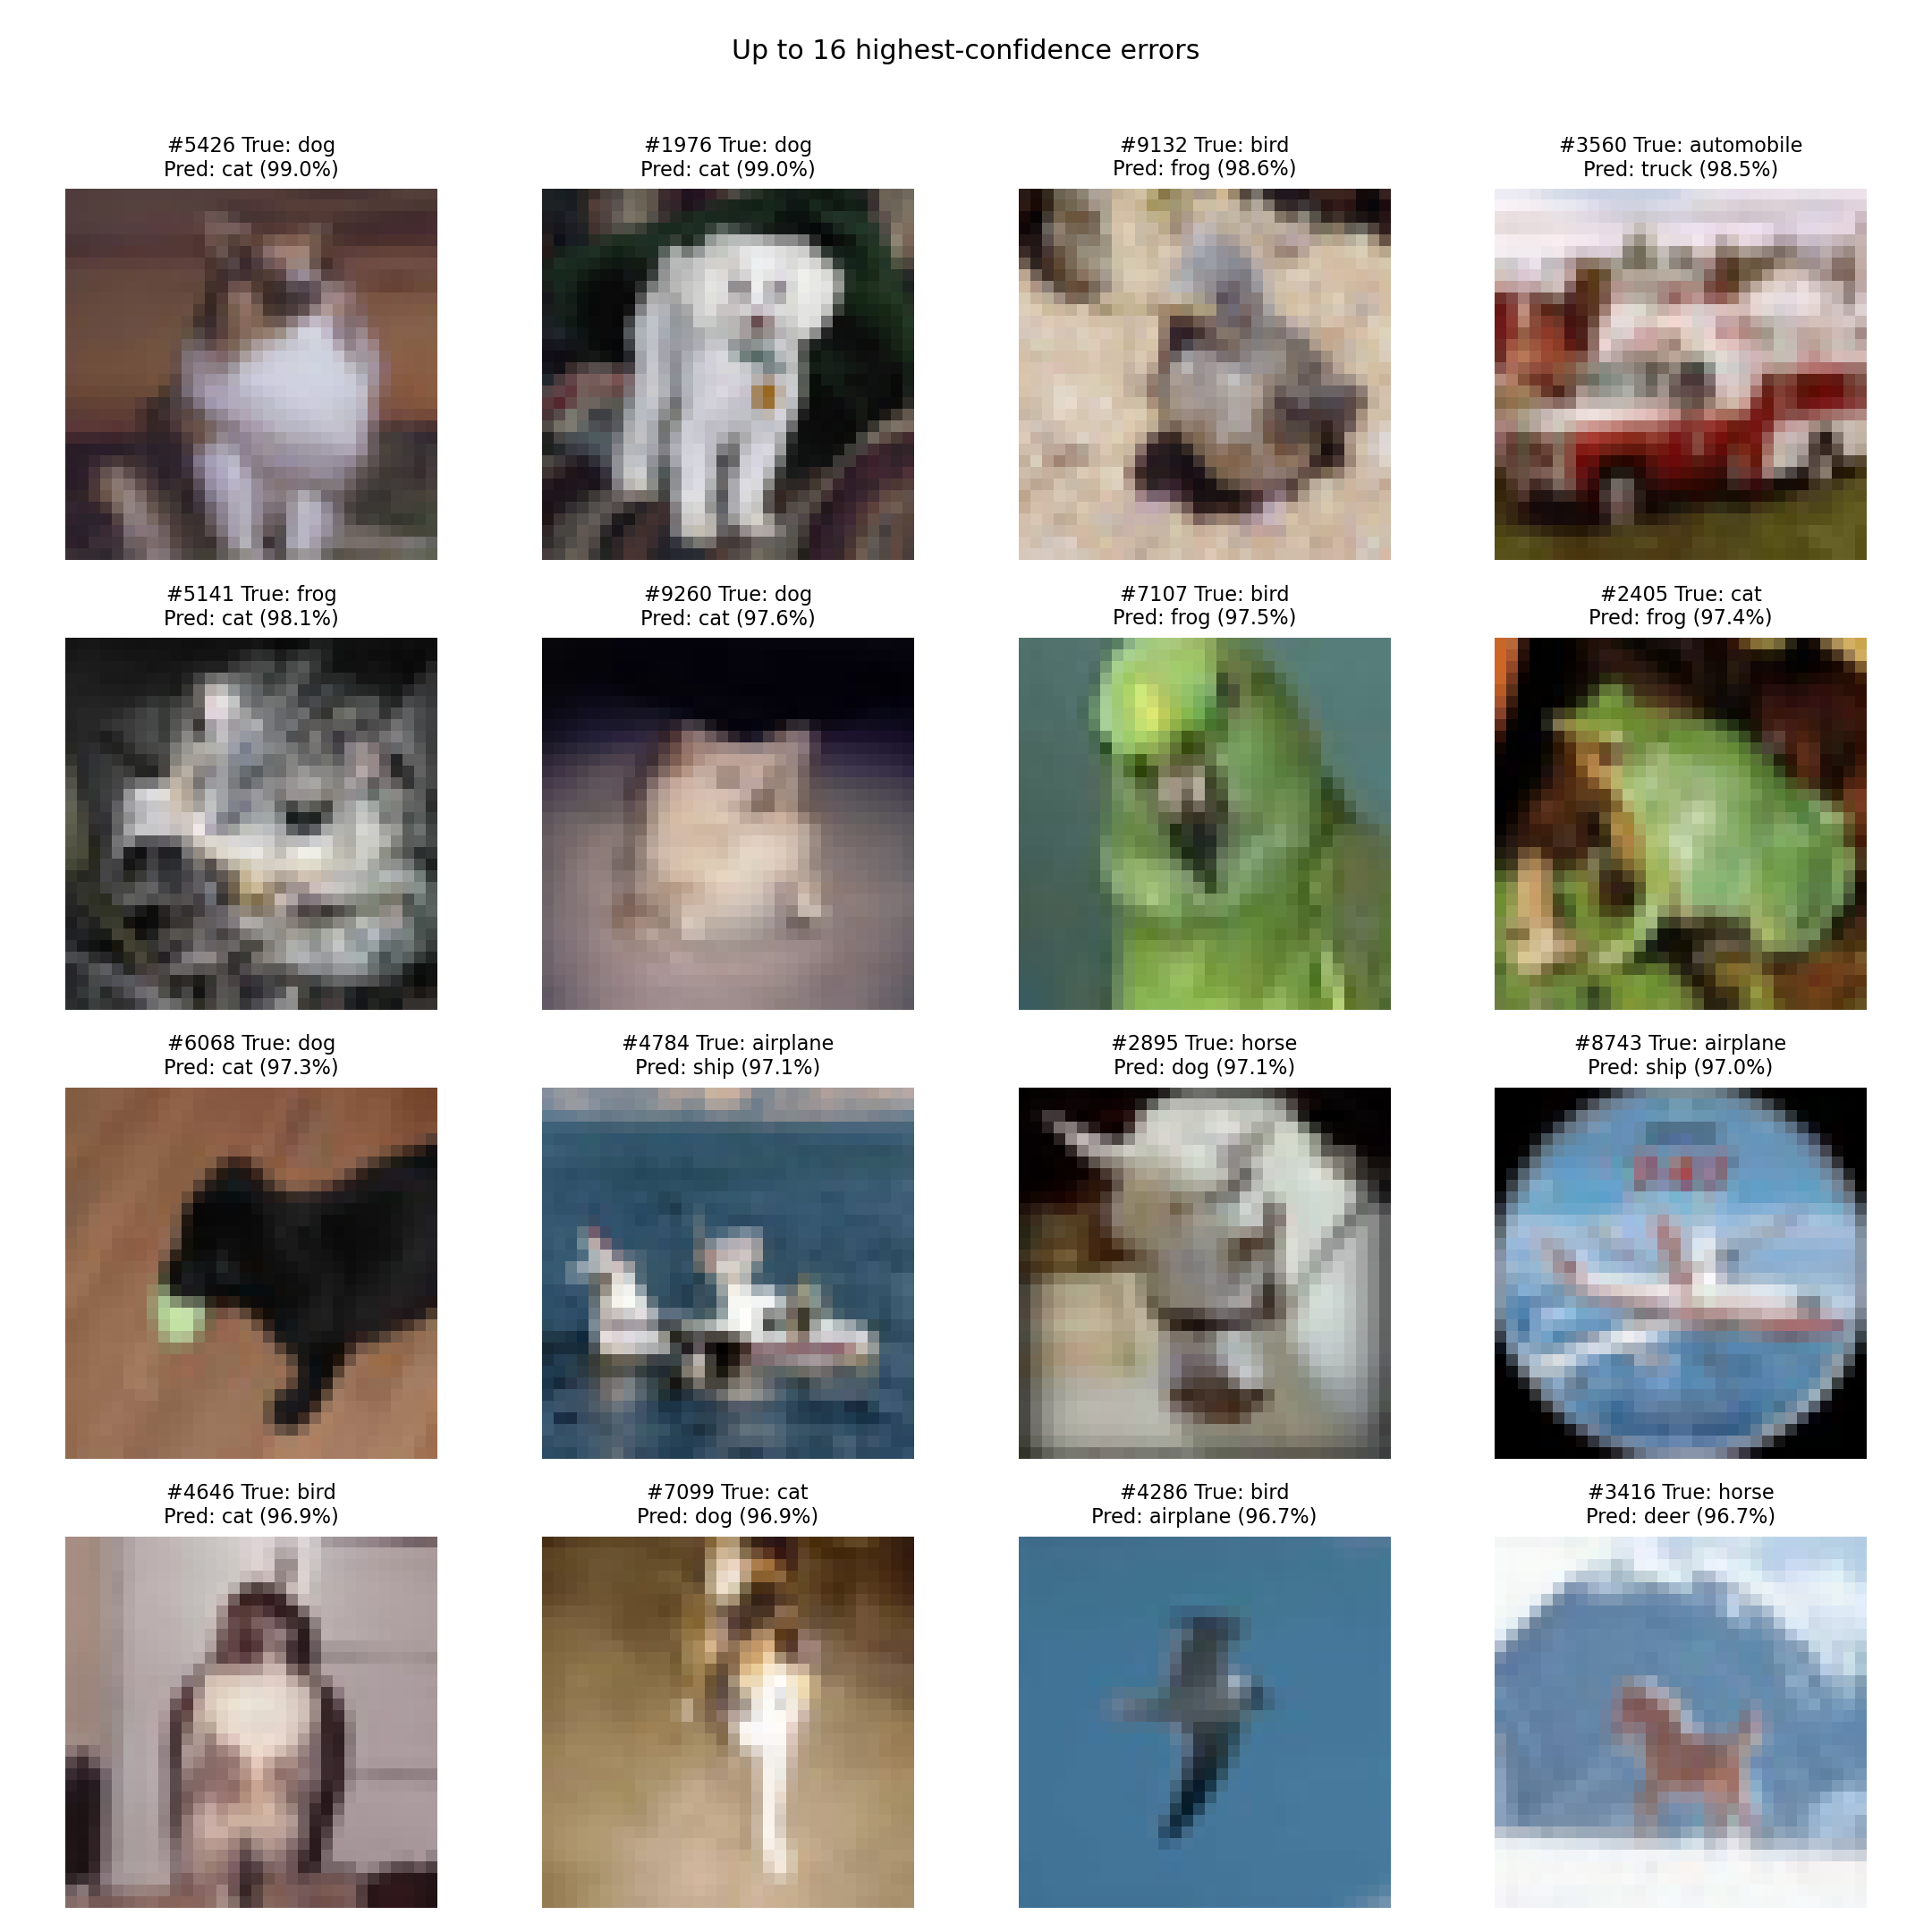 Up to 16 highest-confidence errors
#5426 True: dog
Pred: cat (99.0%)
#1976 True: dog
Pred: cat (99.0%)
#9132 True: bird
Pred: frog (98.6%)
#3560 True: automobile
Pred: truck (98.5%)
#5141 True: frog
Pred: cat (98.1%)
#9260 True: dog
Pred: cat (97.6%)
#7107 True: bird
Pred: frog (97.5%)
#2405 True: cat
Pred: frog (97.4%)
#6068 True: dog
Pred: cat (97.3%)
#4784 True: airplane
Pred: ship (97.1%)
#2895 True: horse
Pred: dog (97.1%)
#8743 True: airplane
Pred: ship (97.0%)
#4646 True: bird
Pred: cat (96.9%)
#7099 True: cat
Pred: dog (96.9%)
#4286 True: bird
Pred: airplane (96.7%)
#3416 True: horse
Pred: deer (96.7%)